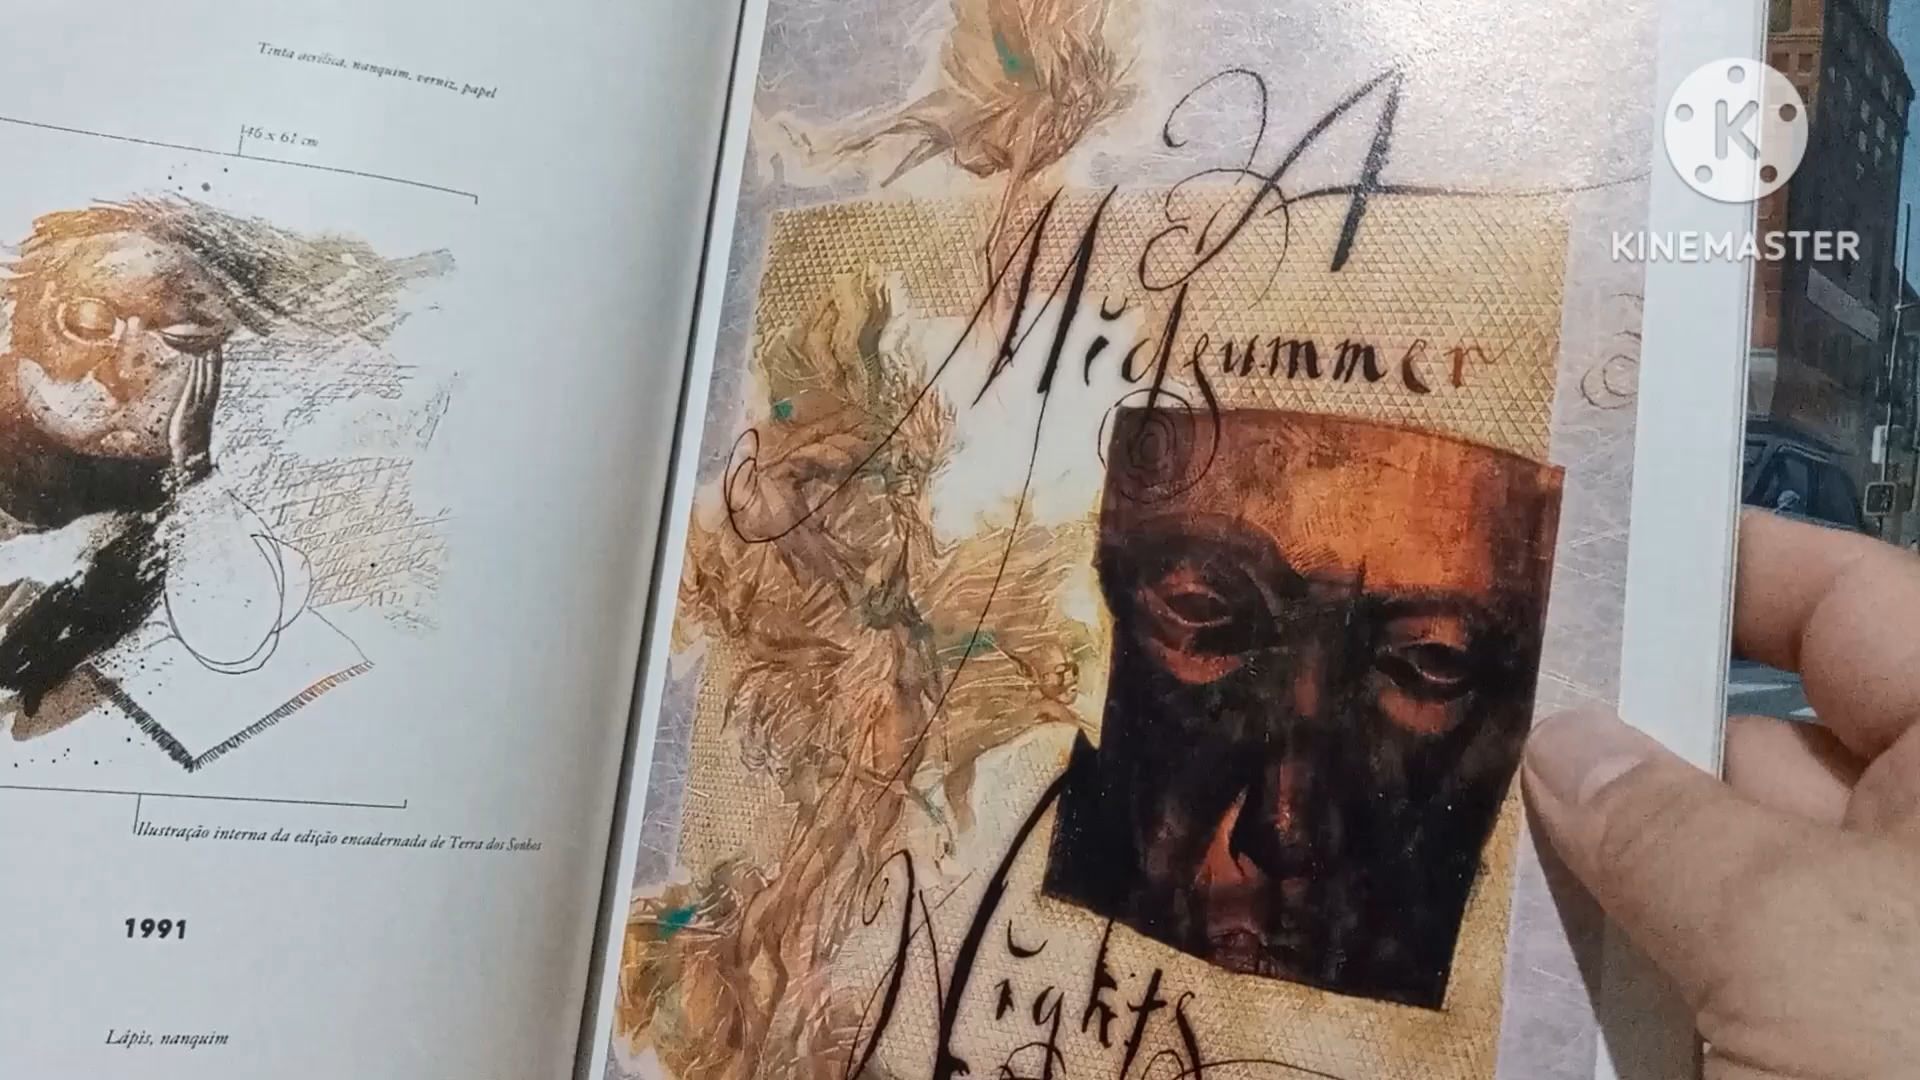 Tinta acrílica, nanquim, verniz, papel
46 x 61 cm
Ilustração interna da edição encadernada de Terra dos Sonhos
1991
Lápis, nanquim
A
Midsummer
Nights
KINEMASTER